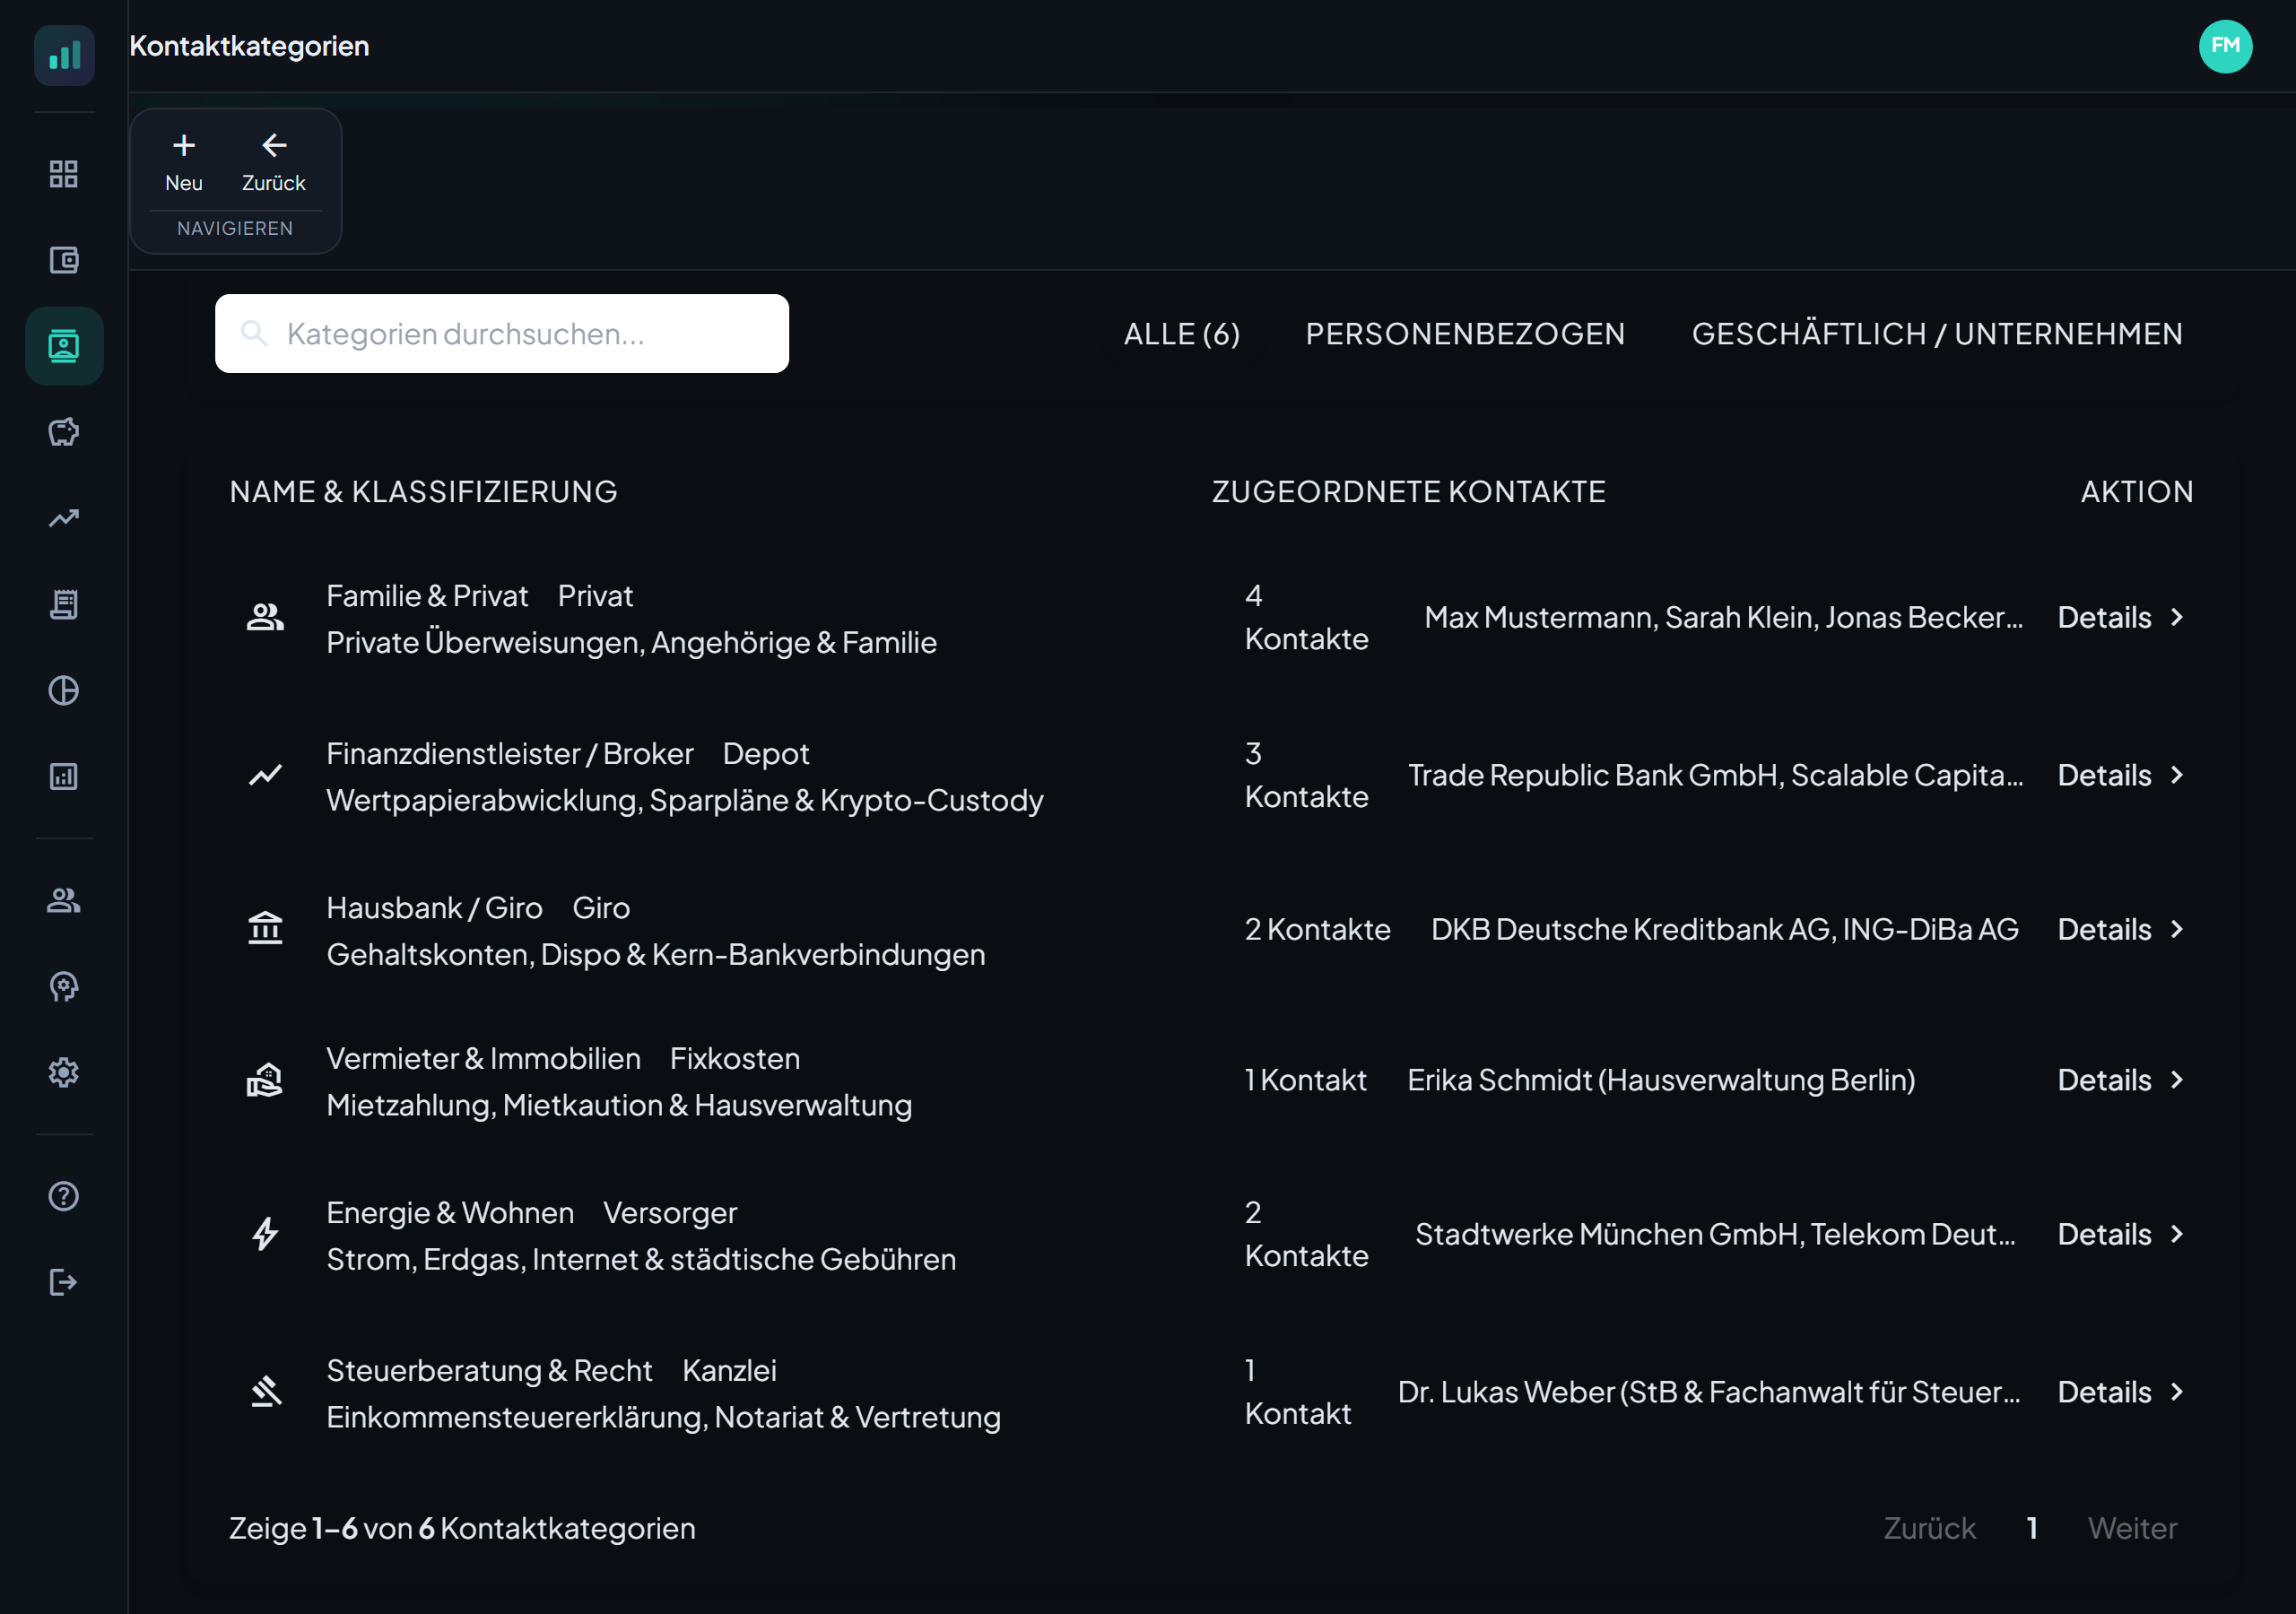 Kontaktkategorien
FM
Neu
Zurück
NAVIGIEREN
Kategorien durchsuchen...
ALLE (6)
PERSONENBEZOGEN
GESCHÄFTLICH / UNTERNEHMEN
NAME & KLASSIFIZIERUNG
ZUGEORDNETE KONTAKTE
AKTION
Familie & Privat Privat
Private Überweisungen, Angehörige & Familie
4
Kontakte
Max Mustermann, Sarah Klein, Jonas Becker...
Details
Finanzdienstleister / Broker Depot
Wertpapierabwicklung, Sparpläne & Krypto-Custody
3
Kontakte
Trade Republic Bank GmbH, Scalable Capita...
Details
Hausbank / Giro Giro
Gehaltskonten, Dispo & Kern-Bankverbindungen
2 Kontakte
DKB Deutsche Kreditbank AG, ING-DiBa AG
Details
Vermieter & Immobilien Fixkosten
Mietzahlung, Mietkaution & Hausverwaltung
1 Kontakt
Erika Schmidt (Hausverwaltung Berlin)
Details
Energie & Wohnen Versorger
Strom, Erdgas, Internet & städtische Gebühren
2
Kontakte
Stadtwerke München GmbH, Telekom Deut...
Details
Steuerberatung & Recht Kanzlei
Einkommensteuererklärung, Notariat & Vertretung
1
Kontakt
Dr. Lukas Weber (StB & Fachanwalt für Steuer...
Details
Zeige 1–6 von 6 Kontaktkategorien
Zurück
1
Weiter